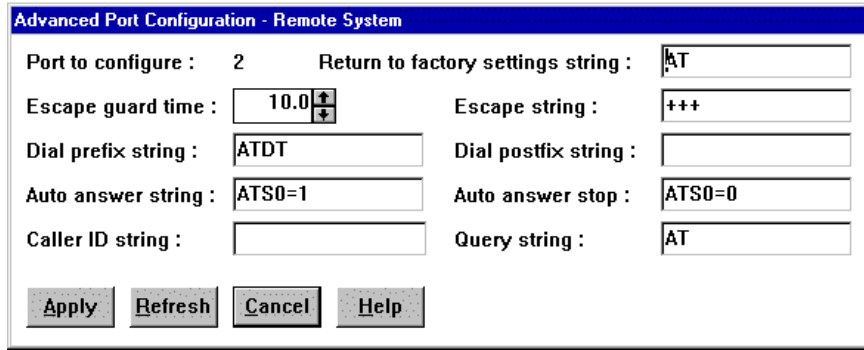 Advanced Port Configuration - Remote System
Port to configure : 2 Return to factory settings string : AT
Escape guard time : 10.0 Escape string : +++
Dial prefix string : ATDT Dial postfix string :
Auto answer string : ATS0=1 Auto answer stop : ATS0=0
Caller ID string : Query string : AT
Apply Refresh Cancel Help